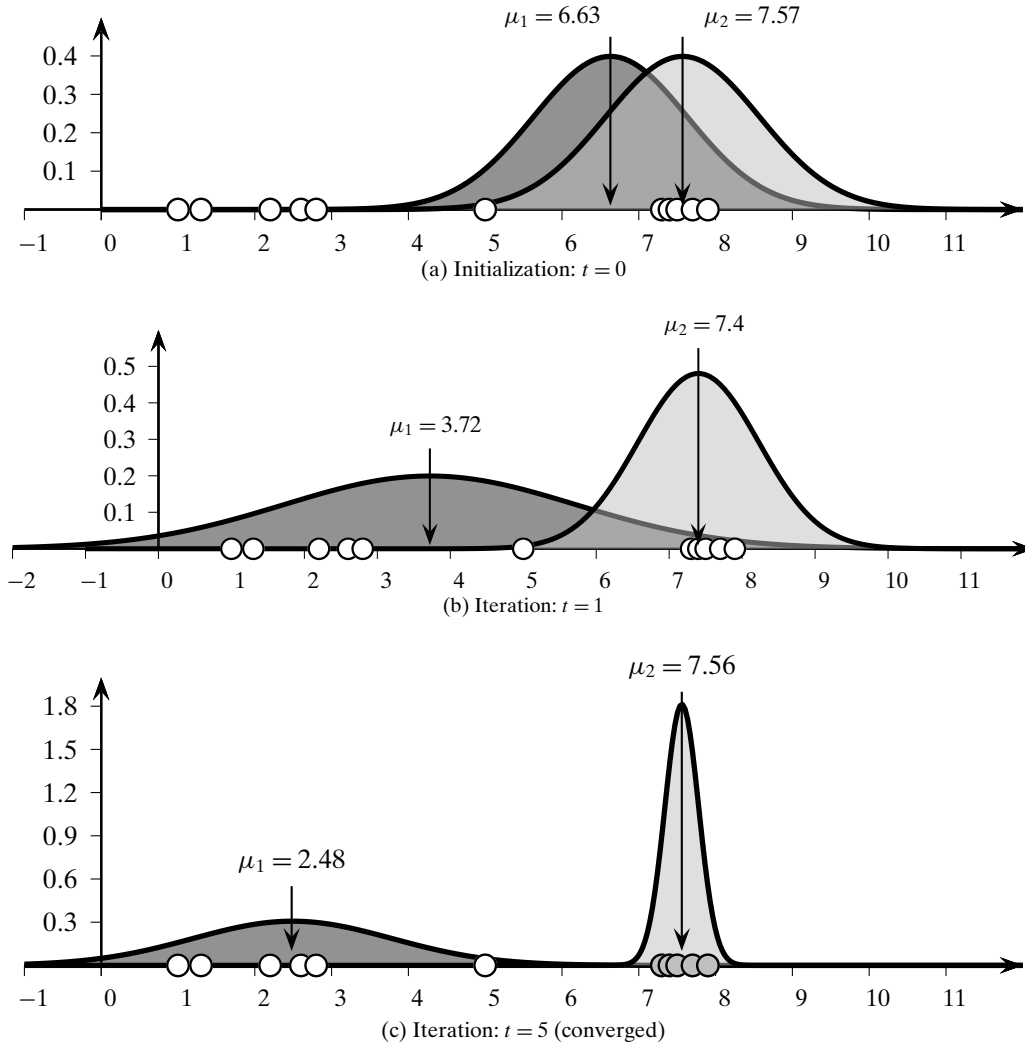 μ1 = 6.63 μ2 = 7.57
0.4
0.3
0.2
0.1
−1 0 1 2 3 4 5 6 7 8 9 10 11
(a) Initialization: t = 0
μ2 = 7.4
0.5
0.4
μ1 = 3.72
0.3
0.2
0.1
−2 −1 0 1 2 3 4 5 6 7 8 9 10 11
(b) Iteration: t = 1
μ2 = 7.56
1.8
1.5
1.2
0.9
μ1 = 2.48
0.6
0.3
−1 0 1 2 3 4 5 6 7 8 9 10 11
(c) Iteration: t = 5 (converged)